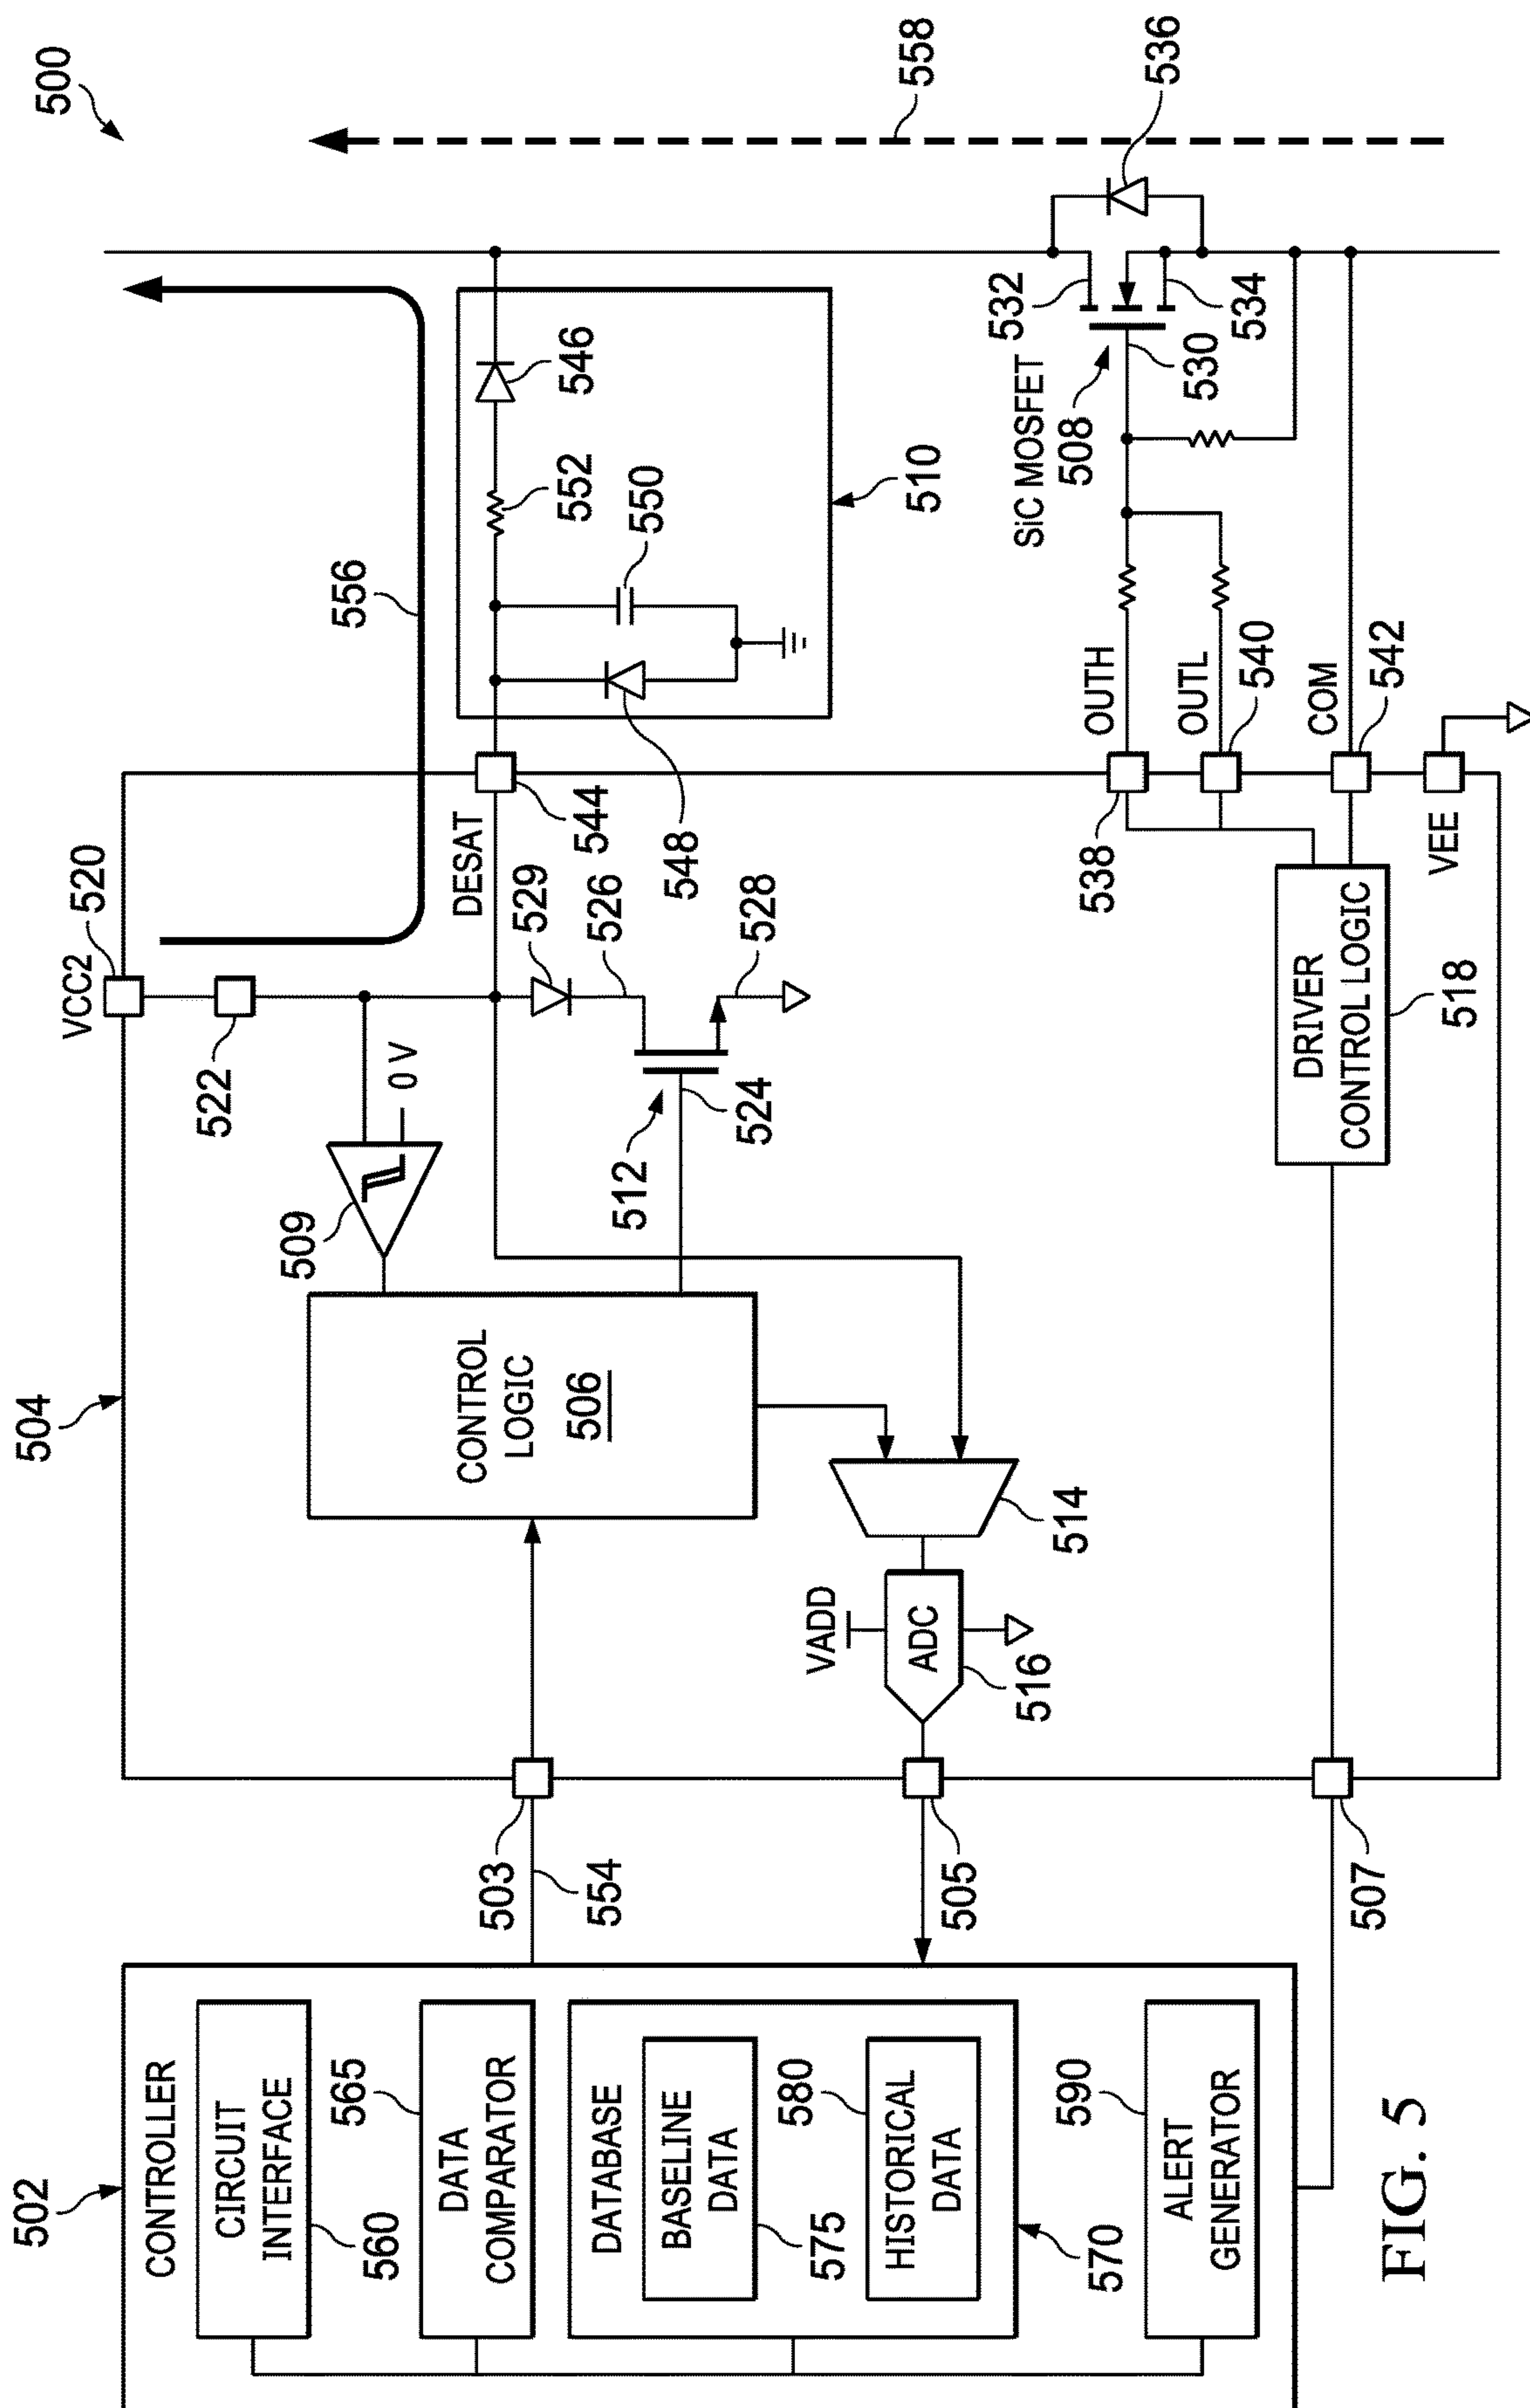 500
502
CONTROLLER
CIRCUIT
INTERFACE
560
565
DATA
COMPARATOR
DATABASE
BASELINE
DATA
575
580
HISTORICAL
DATA
570
590
ALERT
GENERATOR
503
554
505
507
504
VCC2
520
522
509
0 V
CONTROL
LOGIC
506
512
524
526
528
529
DESAT
544
548
556
VADD
ADC
516
514
DRIVER
CONTROL LOGIC
518
OUTH
538
OUTL
540
COM
542
VEE
510
546
552
550
SiC MOSFET
508
530
532
534
536
558
FIG. 5